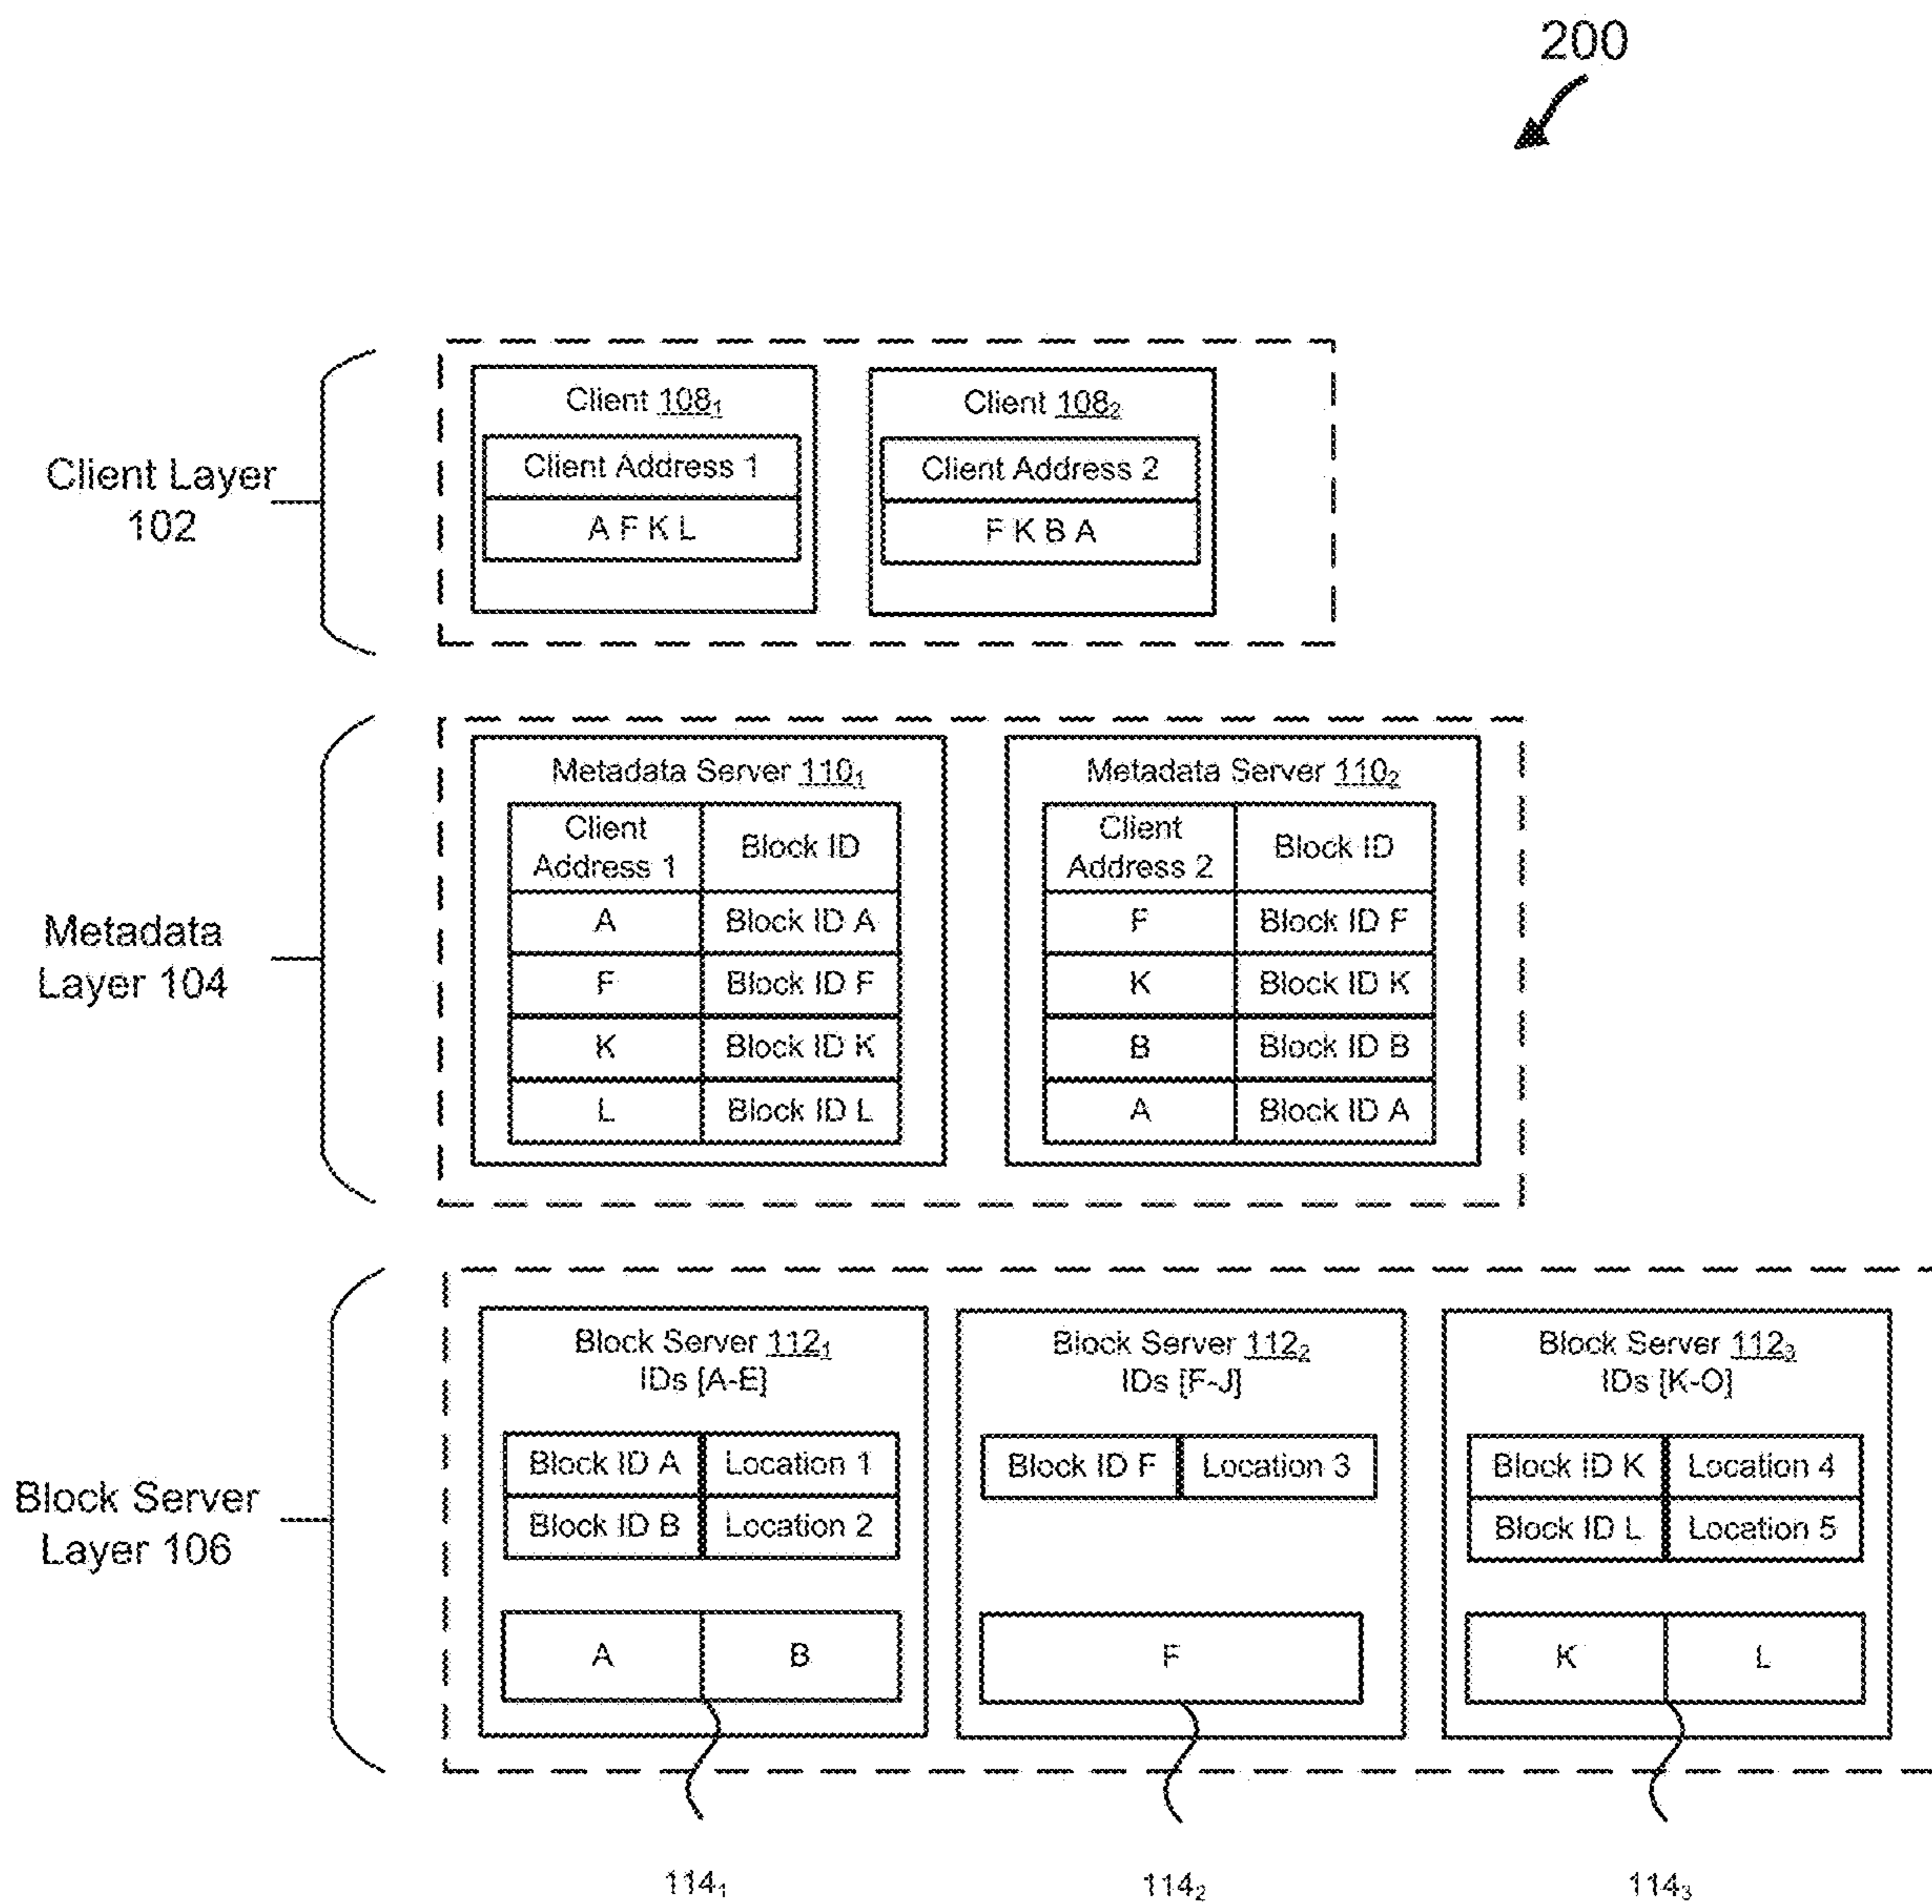 200
Client Layer
102
Client 108₁
Client Address 1
A F K L
Client 108₂
Client Address 2
F K B A
Metadata
Layer 104
Metadata Server 110₁
Client
Address 1
Block ID
A
Block ID A
F
Block ID F
K
Block ID K
L
Block ID L
Metadata Server 110₂
Client
Address 2
Block ID
F
Block ID F
K
Block ID K
B
Block ID B
A
Block ID A
Block Server
Layer 106
Block Server 112₁
IDs [A-E]
Block ID A
Location 1
Block ID B
Location 2
A
B
Block Server 112₂
IDs [F-J]
Block ID F
Location 3
F
Block Server 112₃
IDs [K-O]
Block ID K
Location 4
Block ID L
Location 5
K
L
114₁
114₂
114₃